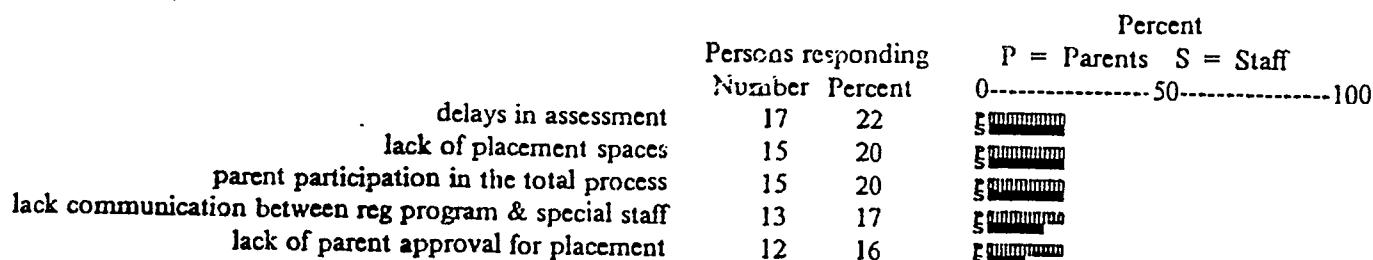 Percent
Persons responding P = Parents S = Staff
Number Percent 0-----------------50----------------100
delays in assessment 17 22 P S
lack of placement spaces 15 20 P S
parent participation in the total process 15 20 P S
lack communication between reg program & special staff 13 17 P S
lack of parent approval for placement 12 16 P S